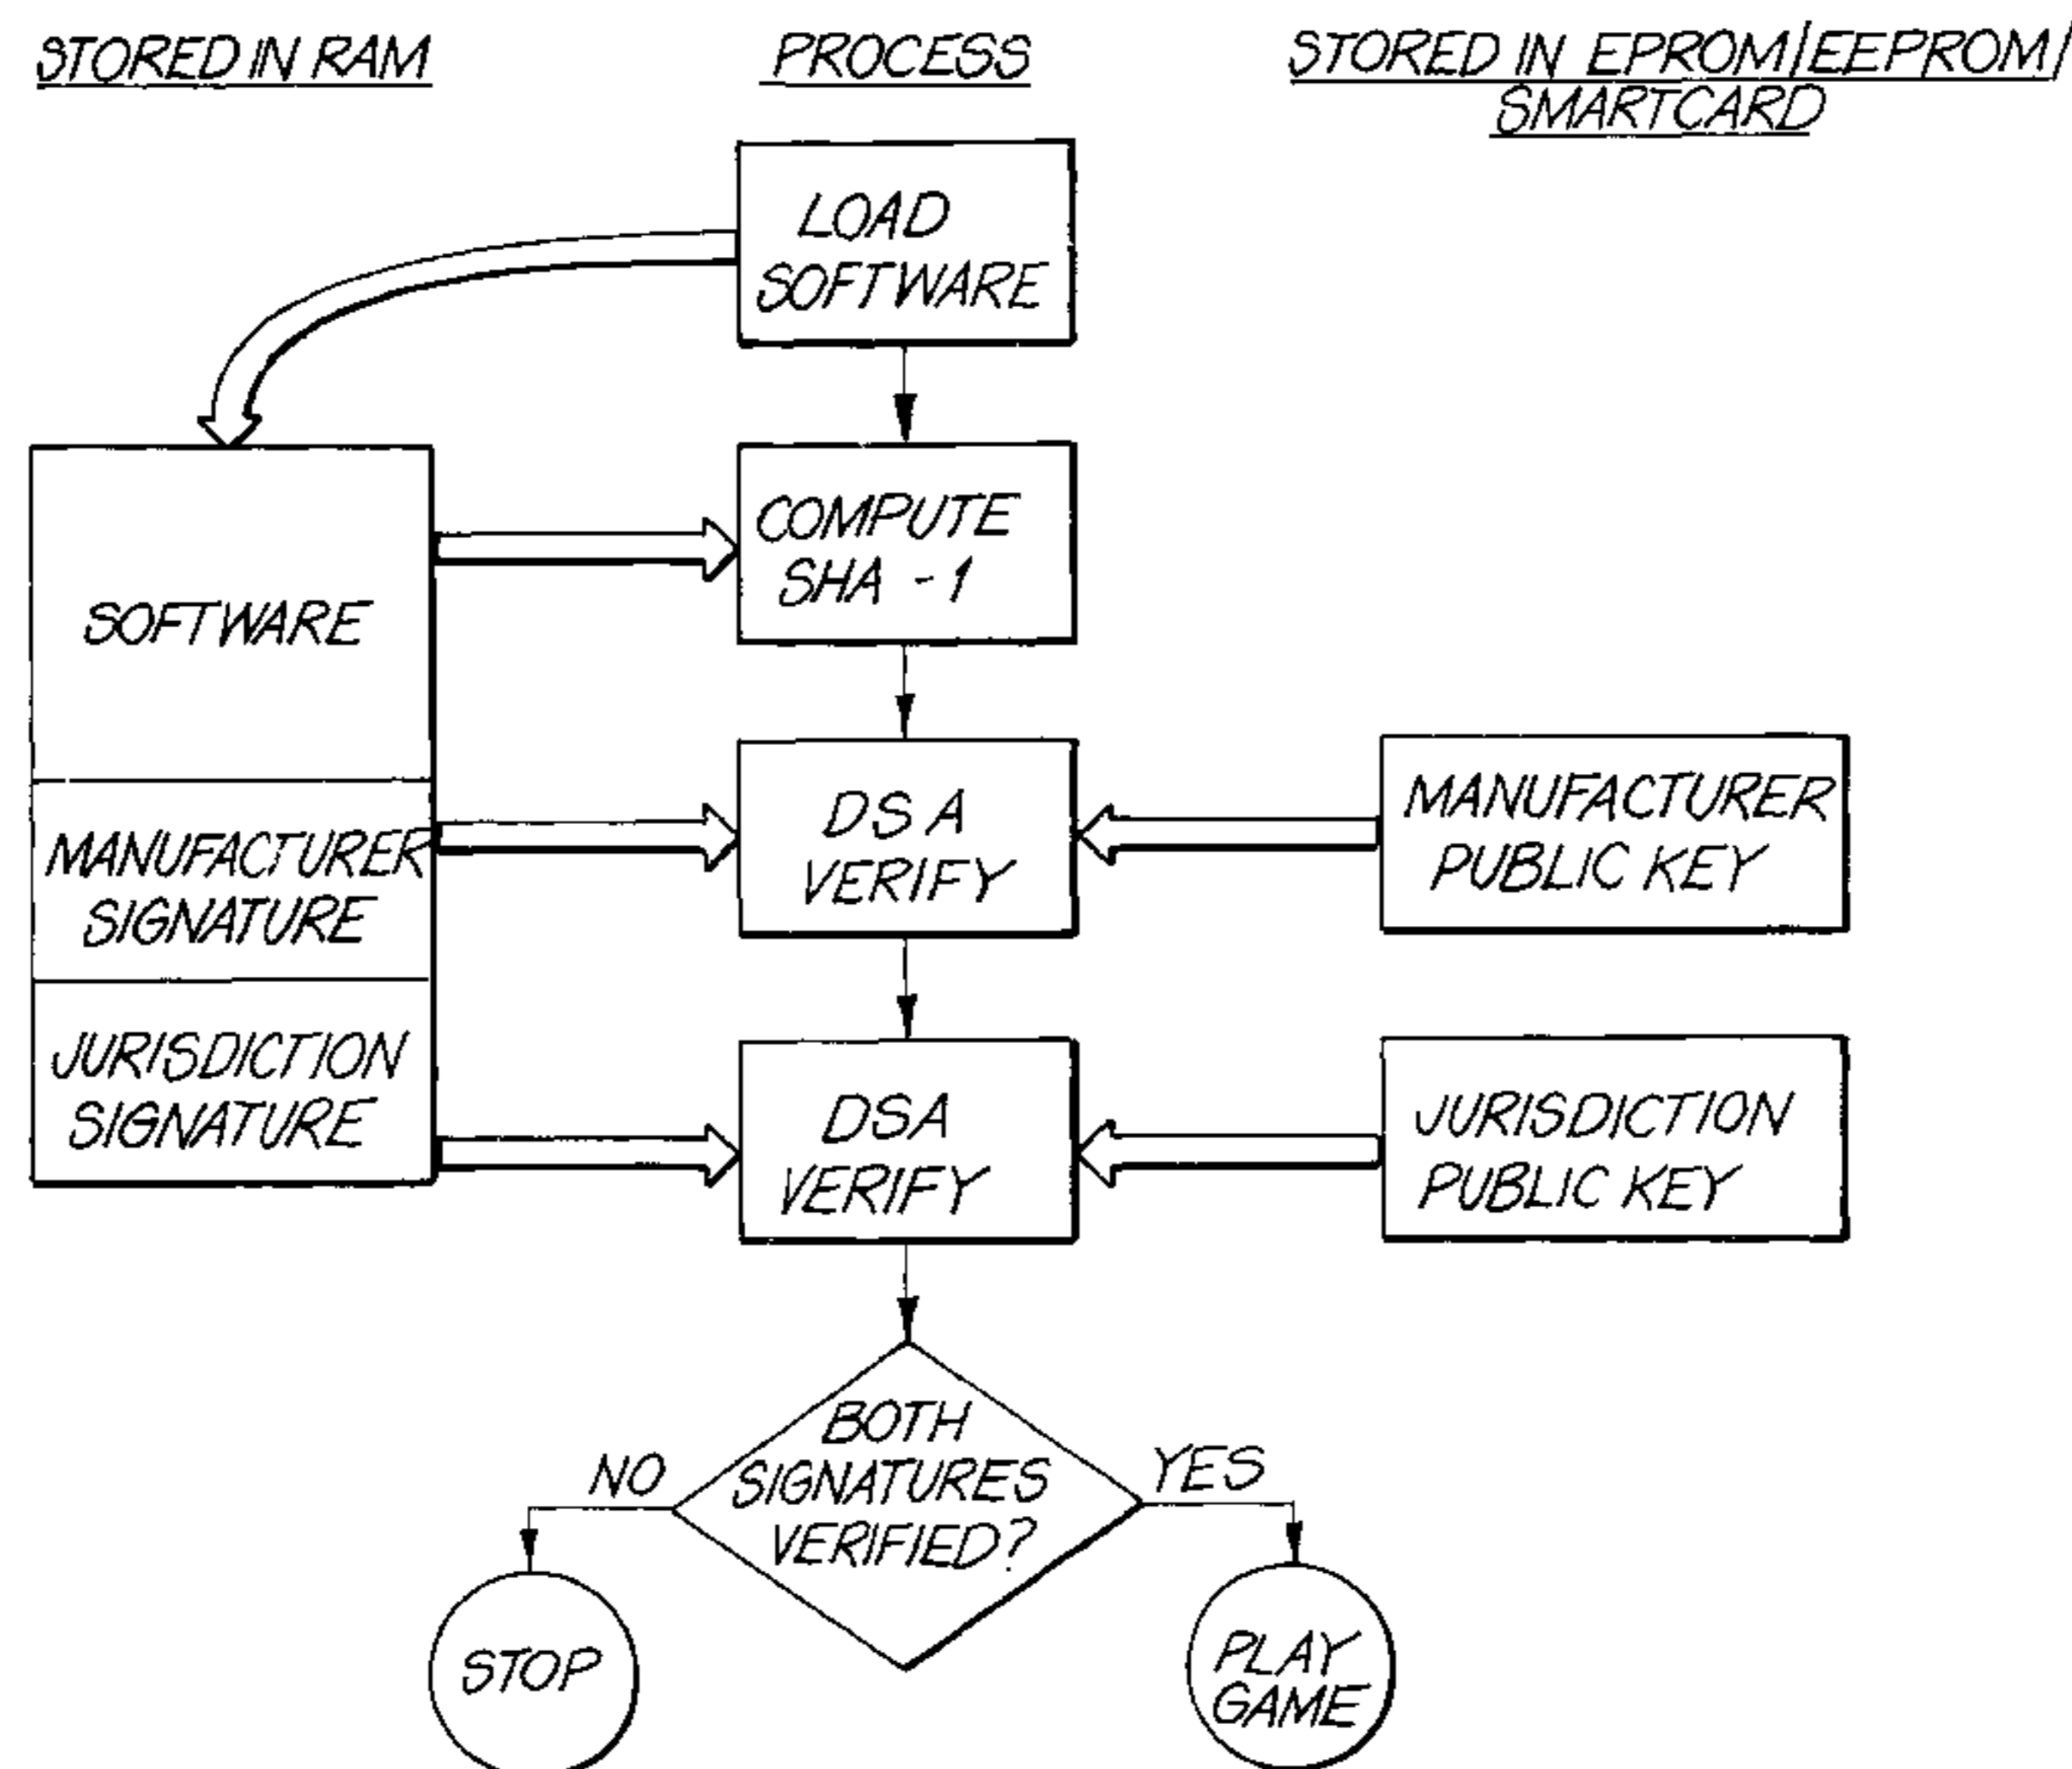 STORED IN RAM
PROCESS
STORED IN EPROM/EEPROM/
SMARTCARD
LOAD
SOFTWARE
SOFTWARE
COMPUTE
SHA - 1
MANUFACTURER
SIGNATURE
DS A
VERIFY
MANUFACTURER
PUBLIC KEY
JURISDICTION
SIGNATURE
DSA
VERIFY
JURISDICTION
PUBLIC KEY
BOTH
SIGNATURES
VERIFIED?
NO
YES
STOP
PLAY
GAME